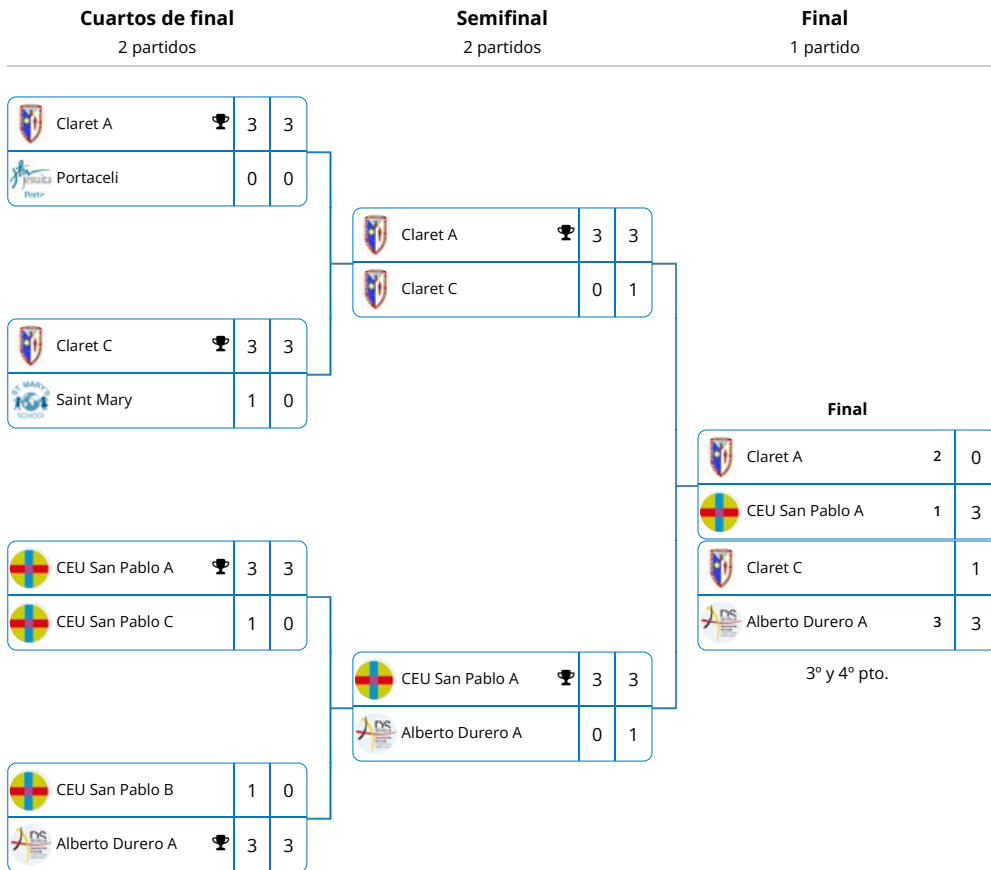 Cuartos de final
2 partidos
Semifinal
2 partidos
Final
1 partido
Claret A 3 3
Portaceli 0 0
Claret C 3 3
Saint Mary 1 0
CEU San Pablo A 3 3
CEU San Pablo C 1 0
CEU San Pablo B 1 0
Alberto Durero A 3 3
Claret A 3 3
Claret C 0 1
CEU San Pablo A 3 3
Alberto Durero A 0 1
Final
Claret A 2 0
CEU San Pablo A 1 3
Claret C 1
Alberto Durero A 3 3
3º y 4º pto.